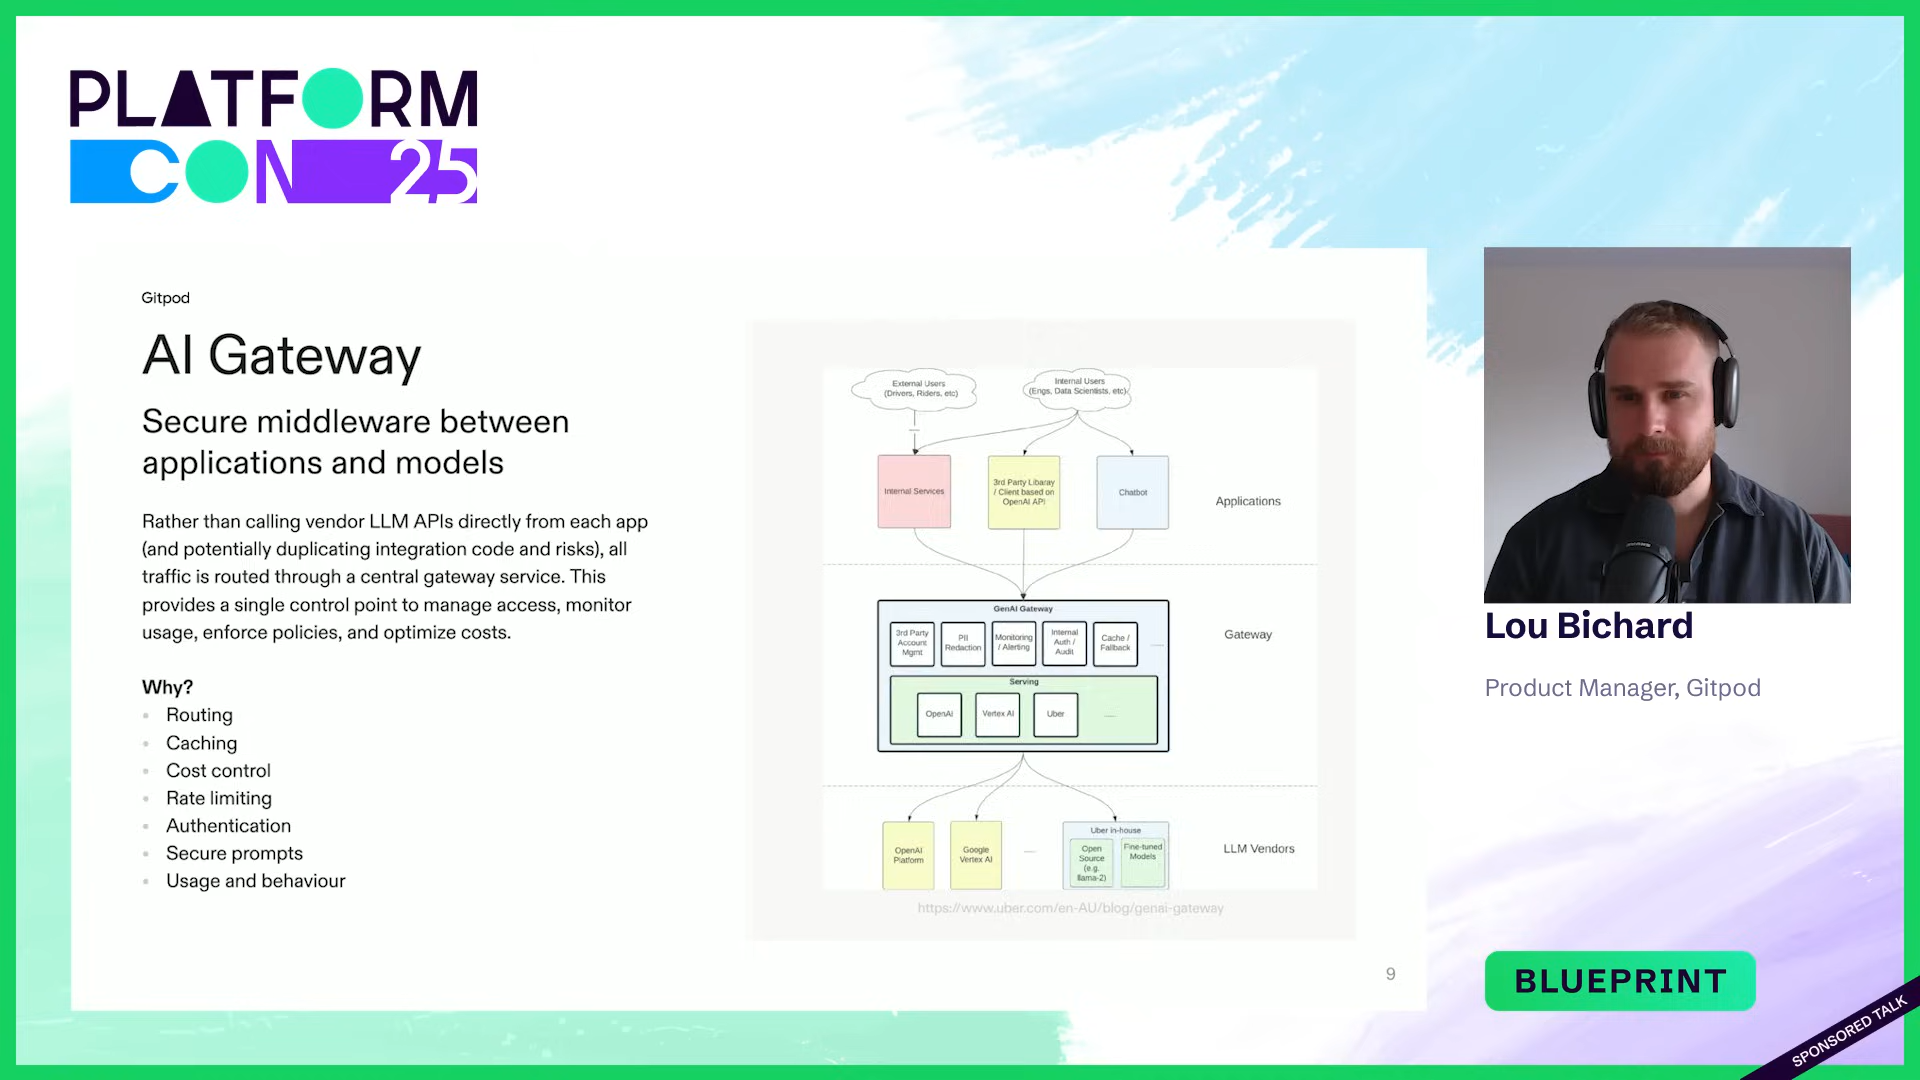 PLATFORM
CON 25
Gitpod
AI Gateway
Secure middleware between
applications and models
Rather than calling vendor LLM APIs directly from each app
(and potentially duplicating integration code and risks), all
traffic is routed through a central gateway service. This
provides a single control point to manage access, monitor
usage, enforce policies, and optimize costs.
Why?
Routing
Caching
Cost control
Rate limiting
Authentication
Secure prompts
Usage and behaviour
External Users
(Drivers, Riders, etc)
Internal Users
(Engs, Data Scientists, etc)
Internal Services
3rd Party Libaray
/ Client based on
OpenAI API
Chatbot
Applications
GenAI Gateway
3rd Party
Account
Mgmt
PII
Redaction
Monitoring
/ Alerting
Internal
Auth /
Audit
Cache /
Fallback
Gateway
Serving
OpenAI
Vertex AI
Uber
OpenAI
Platform
Google
Vertex AI
Uber in-house
Open
Source
(e.g.
llama-2)
Fine-tuned
Models
LLM Vendors
https://www.uber.com/en-AU/blog/genai-gateway
9
Lou Bichard
Product Manager, Gitpod
BLUEPRINT
SPONSORED TALK